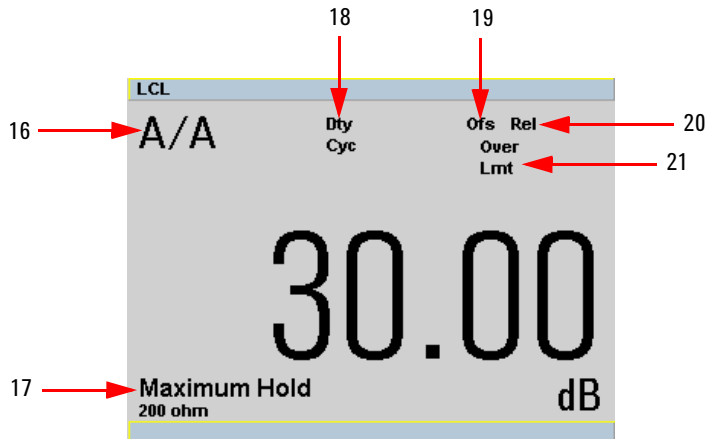 18
19
LCL
16
A/A
Dty
Cyc
Ofs Rel
Over
Lmt
20
21
30.00
17
Maximum Hold
200 ohm
dB